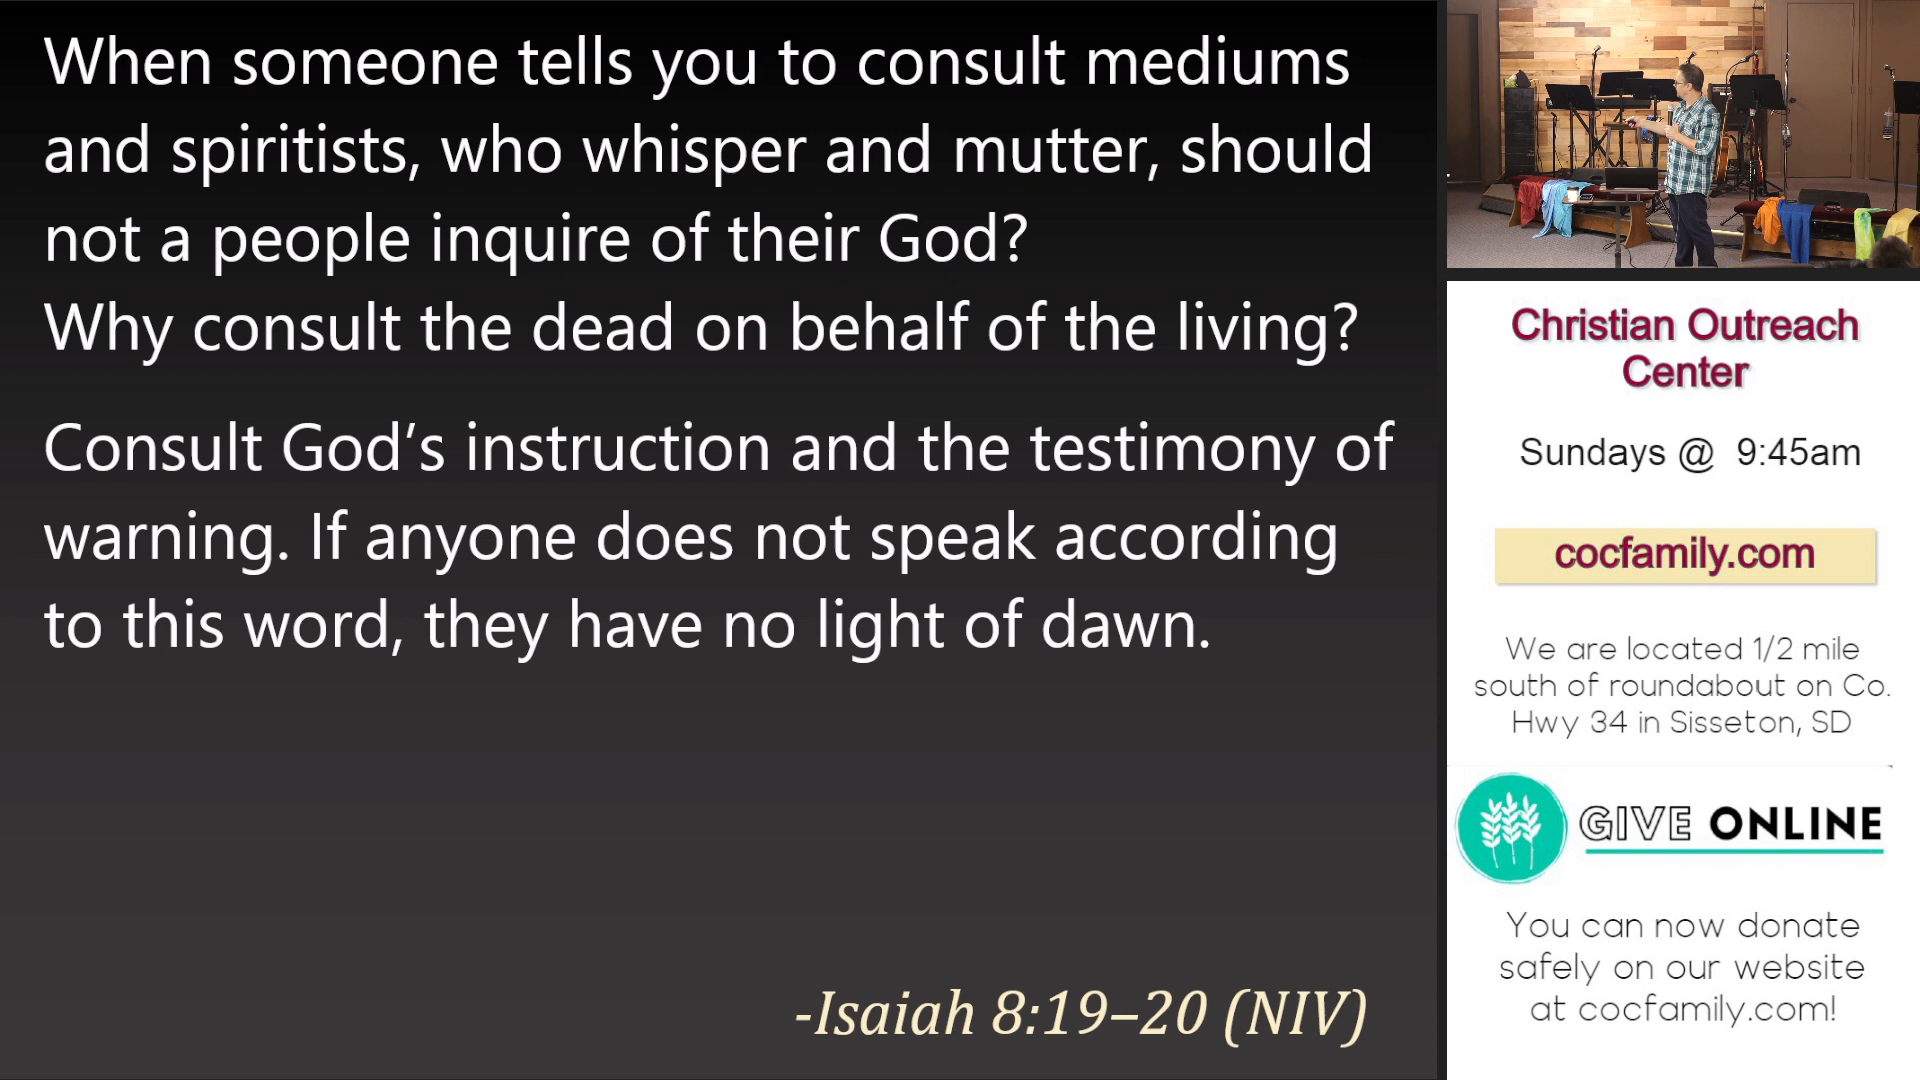 When someone tells you to consult mediums
and spiritists, who whisper and mutter, should
not a people inquire of their God?
Why consult the dead on behalf of the living?
Consult God’s instruction and the testimony of
warning. If anyone does not speak according
to this word, they have no light of dawn.
-Isaiah 8:19–20 (NIV)
Christian Outreach
Center
Sundays @ 9:45am
cocfamily.com
We are located 1/2 mile
south of roundabout on Co.
Hwy 34 in Sisseton, SD
GIVE ONLINE
You can now donate
safely on our website
at cocfamily.com!